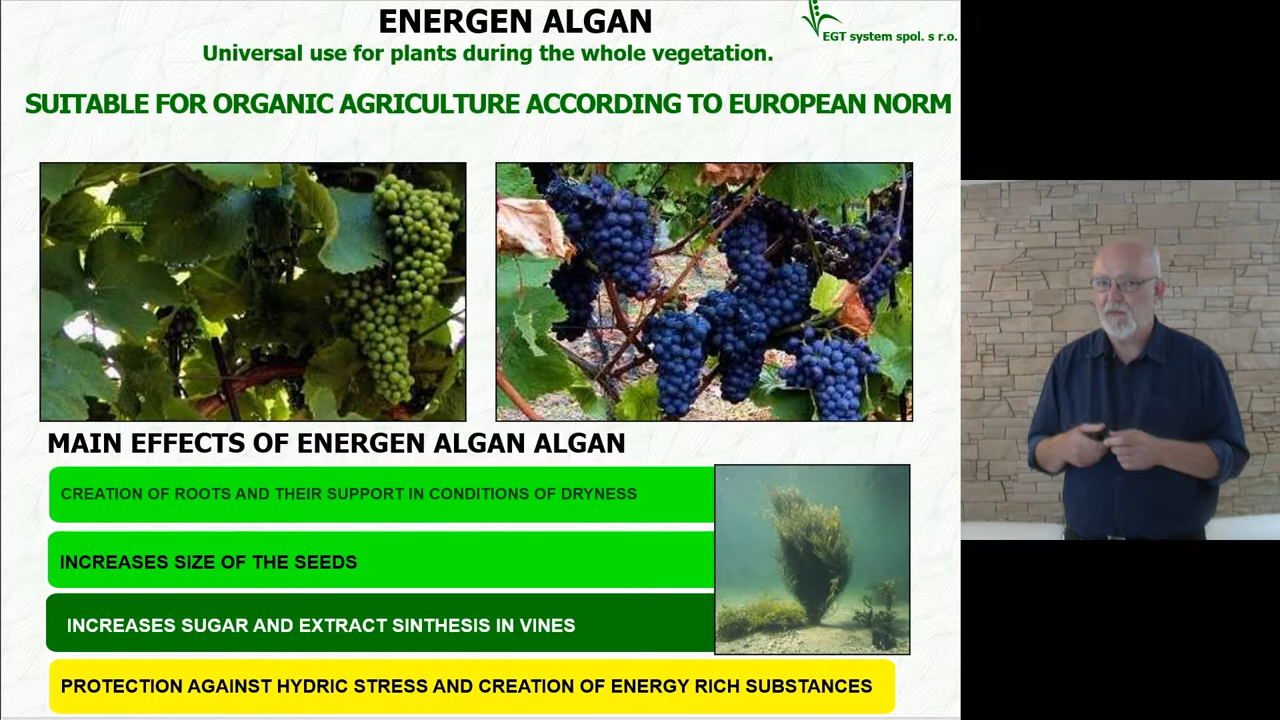 ENERGEN ALGAN
EGT system spol. s r.o.
Universal use for plants during the whole vegetation.
SUITABLE FOR ORGANIC AGRICULTURE ACCORDING TO EUROPEAN NORM
MAIN EFFECTS OF ENERGEN ALGAN ALGAN
CREATION OF ROOTS AND THEIR SUPPORT IN CONDITIONS OF DRYNESS
INCREASES SIZE OF THE SEEDS
INCREASES SUGAR AND EXTRACT SINTHESIS IN VINES
PROTECTION AGAINST HYDRIC STRESS AND CREATION OF ENERGY RICH SUBSTANCES